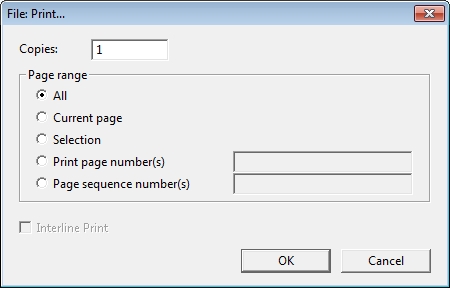 File: Print...
Copies: 1
Page range
All
Current page
Selection
Print page number(s)
Page sequence number(s)
Interline Print
OK Cancel